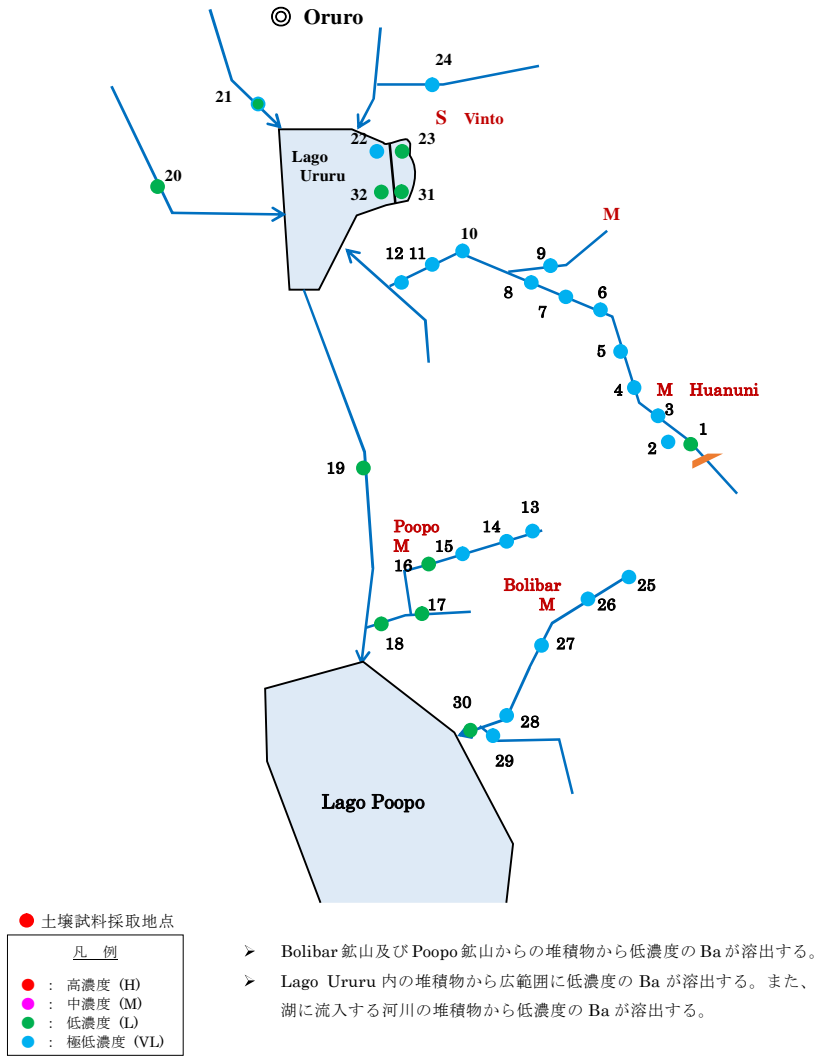 ◎ Oruro
24
21
S Vinto
22
23
Lago
Ururu
20
32
31
M
10
12 11
9
8
7
6
5
4
M Huanuni
3
1
2
19
13
Poopo
M
14
15
16
Bolibar
M
25
26
17
27
18
30
28
29
Lago Poopo
土壌試料採取地点
凡 例
: 高濃度 (H)
: 中濃度 (M)
: 低濃度 (L)
: 極低濃度 (VL)
➢ Bolibar 鉱山及び Poopo 鉱山からの堆積物から低濃度の Ba が溶出する。
➢ Lago Ururu 内の堆積物から広範囲に低濃度の Ba が溶出する。また、
湖に流入する河川の堆積物から低濃度の Ba が溶出する。